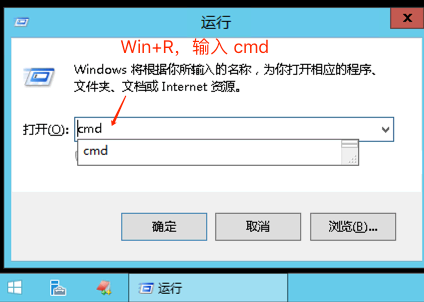 运行
Win+R，输入 cmd
Windows 将根据你所输入的名称，为你打开相应的程序、
文件夹、文档或 Internet 资源。
打开(O):
cmd
cmd
确定
取消
浏览(B)...
运行